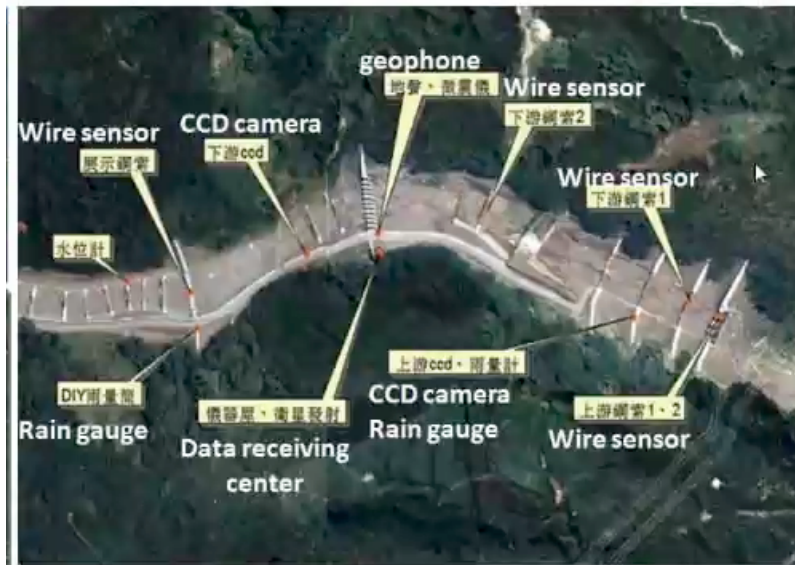 geophone
地聲、微震儀
Wire sensor
下游鋼索2
Wire sensor
展示鋼索
CCD camera
下游ccd
Wire sensor
下游鋼索1
水位計
DIY雨量筒
Rain gauge
儀器屋、衛星發射
Data receiving
center
上游ccd、雨量計
CCD camera
Rain gauge
上游鋼索1、2
Wire sensor